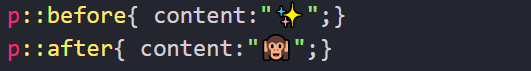 p::before{ content:"✨";}
p::after{ content:"🙉";}